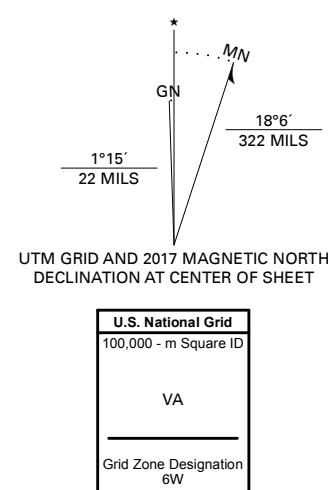 ★
MN
GN
18°6´
322 MILS
1°15´
22 MILS
UTM GRID AND 2017 MAGNETIC NORTH
DECLINATION AT CENTER OF SHEET
U.S. National Grid
100,000 - m Square ID
VA
Grid Zone Designation
6W